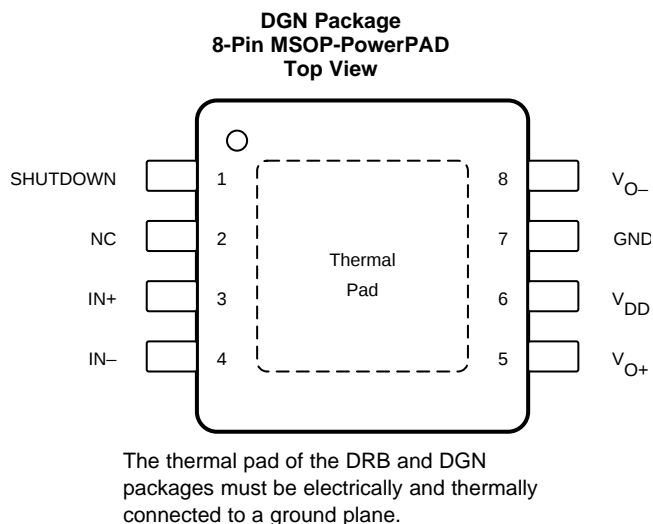 DGN Package
8-Pin MSOP-PowerPAD
Top View
SHUTDOWN 1 8 VO–
NC 2 7 GND
Thermal
Pad
IN+ 3 6 VDD
IN– 4 5 VO+
The thermal pad of the DRB and DGN
packages must be electrically and thermally
connected to a ground plane.